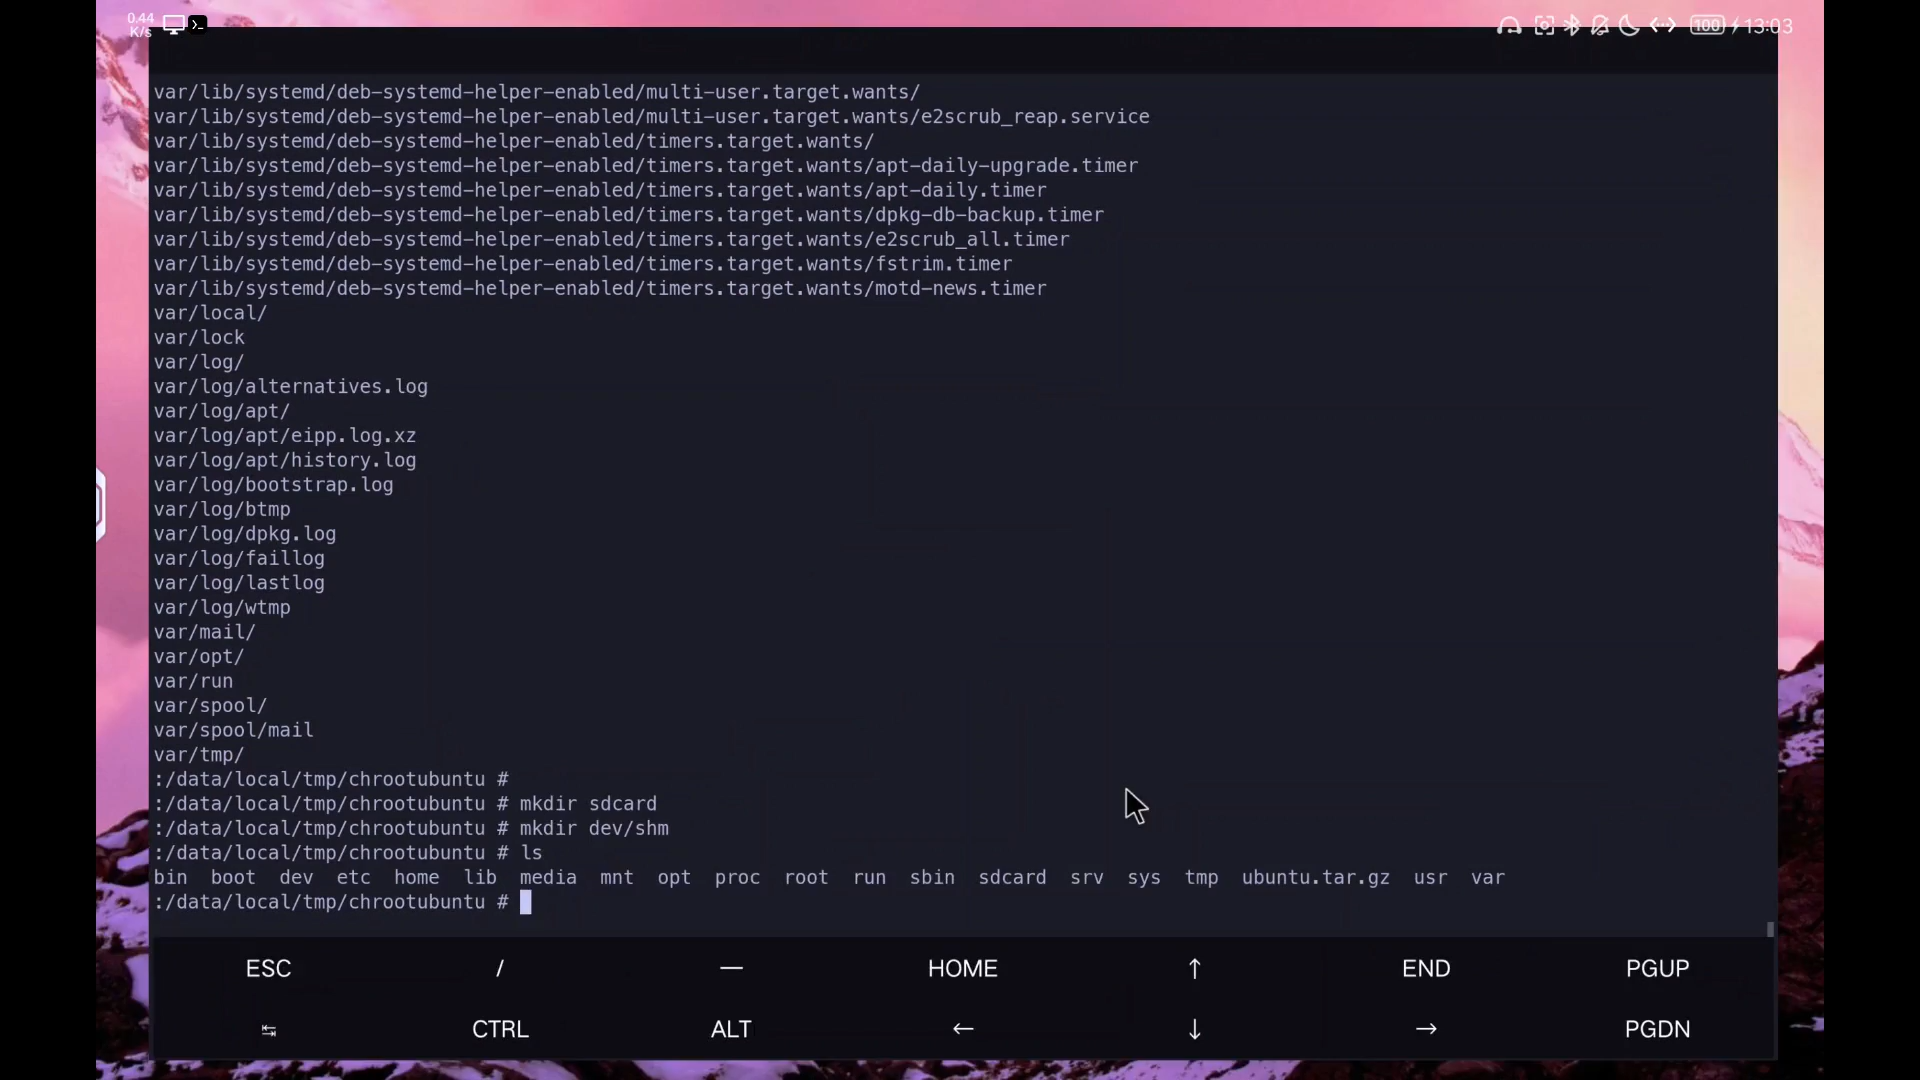 0.44
K/s
100
13:03
var/lib/systemd/deb-systemd-helper-enabled/multi-user.target.wants/
var/lib/systemd/deb-systemd-helper-enabled/multi-user.target.wants/e2scrub_reap.service
var/lib/systemd/deb-systemd-helper-enabled/timers.target.wants/
var/lib/systemd/deb-systemd-helper-enabled/timers.target.wants/apt-daily-upgrade.timer
var/lib/systemd/deb-systemd-helper-enabled/timers.target.wants/apt-daily.timer
var/lib/systemd/deb-systemd-helper-enabled/timers.target.wants/dpkg-db-backup.timer
var/lib/systemd/deb-systemd-helper-enabled/timers.target.wants/e2scrub_all.timer
var/lib/systemd/deb-systemd-helper-enabled/timers.target.wants/fstrim.timer
var/lib/systemd/deb-systemd-helper-enabled/timers.target.wants/motd-news.timer
var/local/
var/lock
var/log/
var/log/alternatives.log
var/log/apt/
var/log/apt/eipp.log.xz
var/log/apt/history.log
var/log/bootstrap.log
var/log/btmp
var/log/dpkg.log
var/log/faillog
var/log/lastlog
var/log/wtmp
var/mail/
var/opt/
var/run
var/spool/
var/spool/mail
var/tmp/
:/data/local/tmp/chrootubuntu #
:/data/local/tmp/chrootubuntu # mkdir sdcard
:/data/local/tmp/chrootubuntu # mkdir dev/shm
:/data/local/tmp/chrootubuntu # ls
bin boot dev etc home lib media mnt opt proc root run sbin sdcard srv sys tmp ubuntu.tar.gz usr var
:/data/local/tmp/chrootubuntu #
ESC / — HOME ↑ END PGUP
↹ CTRL ALT ← ↓ → PGDN